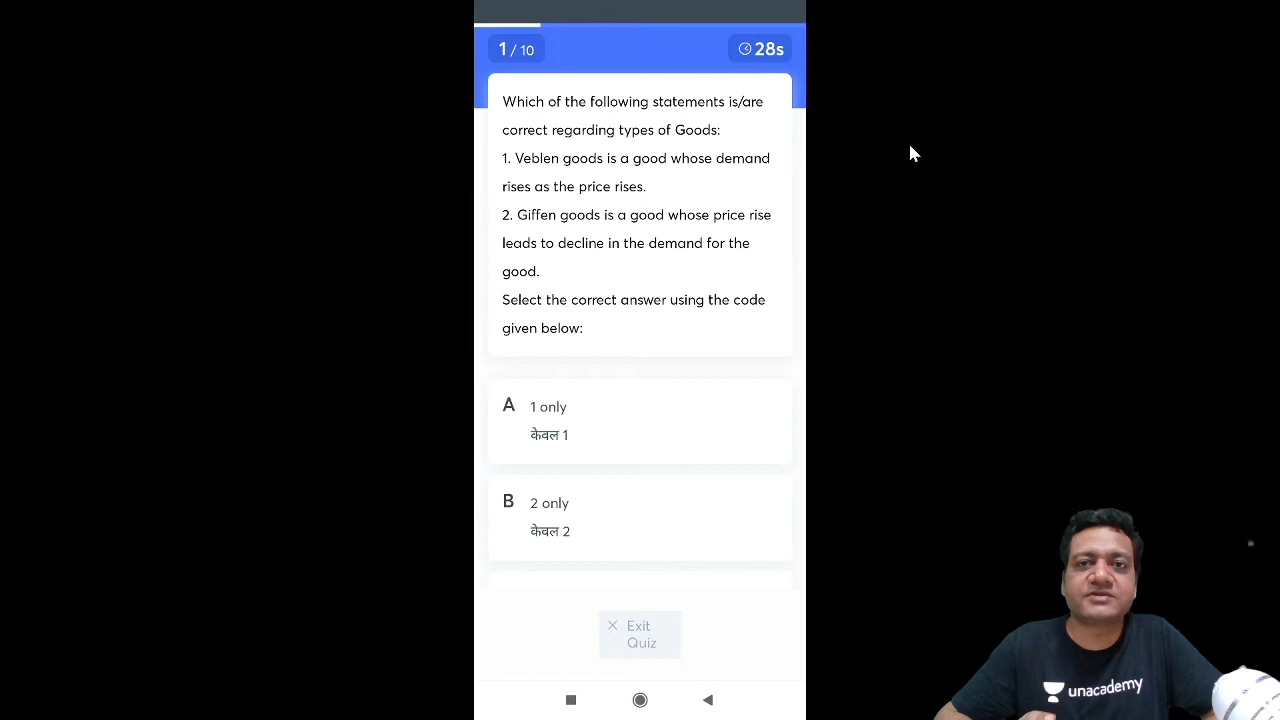 1 / 10
28s
Which of the following statements is/are
correct regarding types of Goods:
1. Veblen goods is a good whose demand
rises as the price rises.
2. Giffen goods is a good whose price rise
leads to decline in the demand for the
good.
Select the correct answer using the code
given below:
A 1 only
केवल 1
B 2 only
केवल 2
Exit
Quiz
unacademy